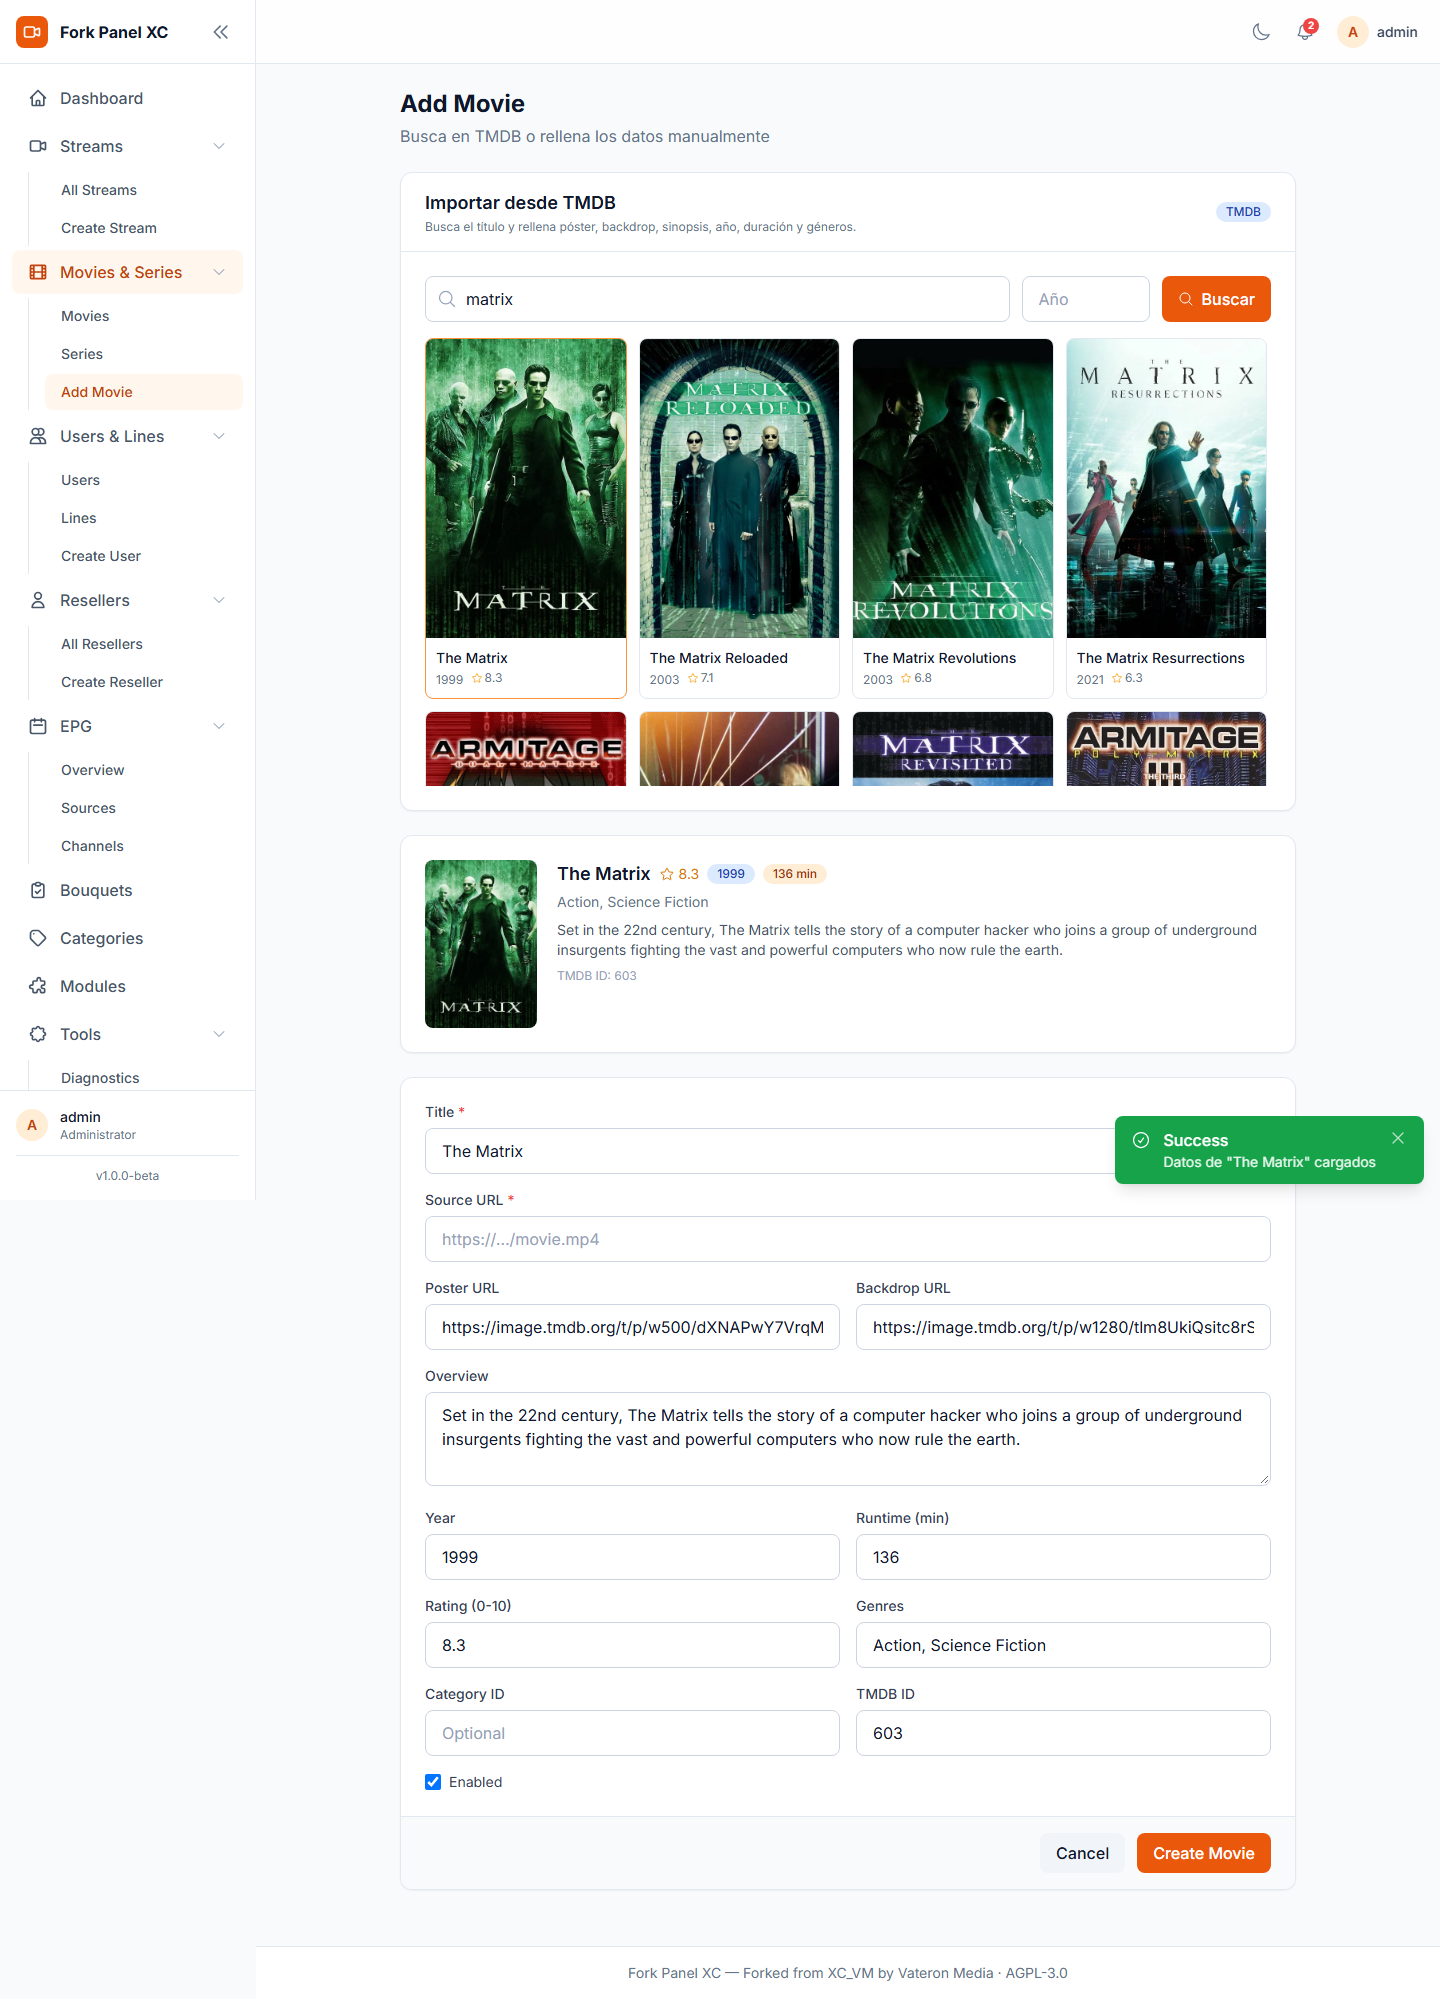 Fork Panel XC
2
A
admin
Dashboard
Streams
All Streams
Create Stream
Movies & Series
Movies
Series
Add Movie
Users & Lines
Users
Lines
Create User
Resellers
All Resellers
Create Reseller
EPG
Overview
Sources
Channels
Bouquets
Categories
Modules
Tools
Diagnostics
A
admin
Administrator
v1.0.0-beta
Add Movie
Busca en TMDB o rellena los datos manualmente
Importar desde TMDB
Busca el título y rellena póster, backdrop, sinopsis, año, duración y géneros.
TMDB
matrix
Año
Buscar
THE
MATRIX
MATRIX
RELOADED
MATRIX
REVOLUTIONS
THE
MATRIX
RESURRECTIONS
The Matrix
1999 8.3
The Matrix Reloaded
2003 7.1
The Matrix Revolutions
2003 6.8
The Matrix Resurrections
2021 6.3
ARMITAGE
DUAL-MATRIX
MATRIX
REVISITED
ARMITAGE
POLY-MATRIX
III
THE THIRD
MATRIX
The Matrix 8.3 1999 136 min
Action, Science Fiction
Set in the 22nd century, The Matrix tells the story of a computer hacker who joins a group of underground
insurgents fighting the vast and powerful computers who now rule the earth.
TMDB ID: 603
Title *
The Matrix
Success
Datos de "The Matrix" cargados
Source URL *
https://.../movie.mp4
Poster URL
https://image.tmdb.org/t/p/w500/dXNAPwY7VrqM
Backdrop URL
https://image.tmdb.org/t/p/w1280/tlm8UkiQsitc8rS
Overview
Set in the 22nd century, The Matrix tells the story of a computer hacker who joins a group of underground
insurgents fighting the vast and powerful computers who now rule the earth.
Year
1999
Runtime (min)
136
Rating (0-10)
8.3
Genres
Action, Science Fiction
Category ID
Optional
TMDB ID
603
Enabled
Cancel
Create Movie
Fork Panel XC — Forked from XC_VM by Vateron Media · AGPL-3.0